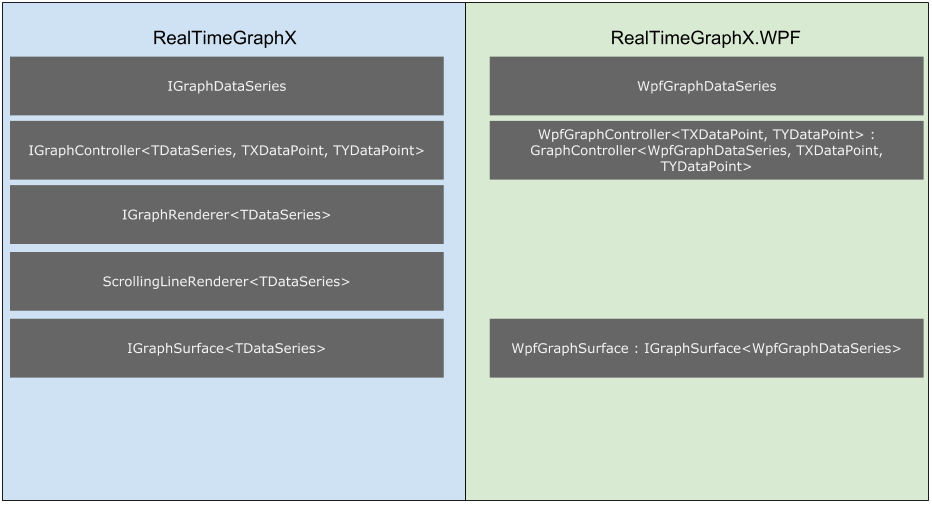 RealTimeGraphX
IGraphDataSeries
IGraphController<TDataSeries, TXDataPoint, TYDataPoint>
IGraphRenderer<TDataSeries>
ScrollingLineRenderer<TDataSeries>
IGraphSurface<TDataSeries>
RealTimeGraphX.WPF
WpfGraphDataSeries
WpfGraphController<TXDataPoint, TYDataPoint> :
GraphController<WpfGraphDataSeries, TXDataPoint,
TYDataPoint>
WpfGraphSurface : IGraphSurface<WpfGraphDataSeries>